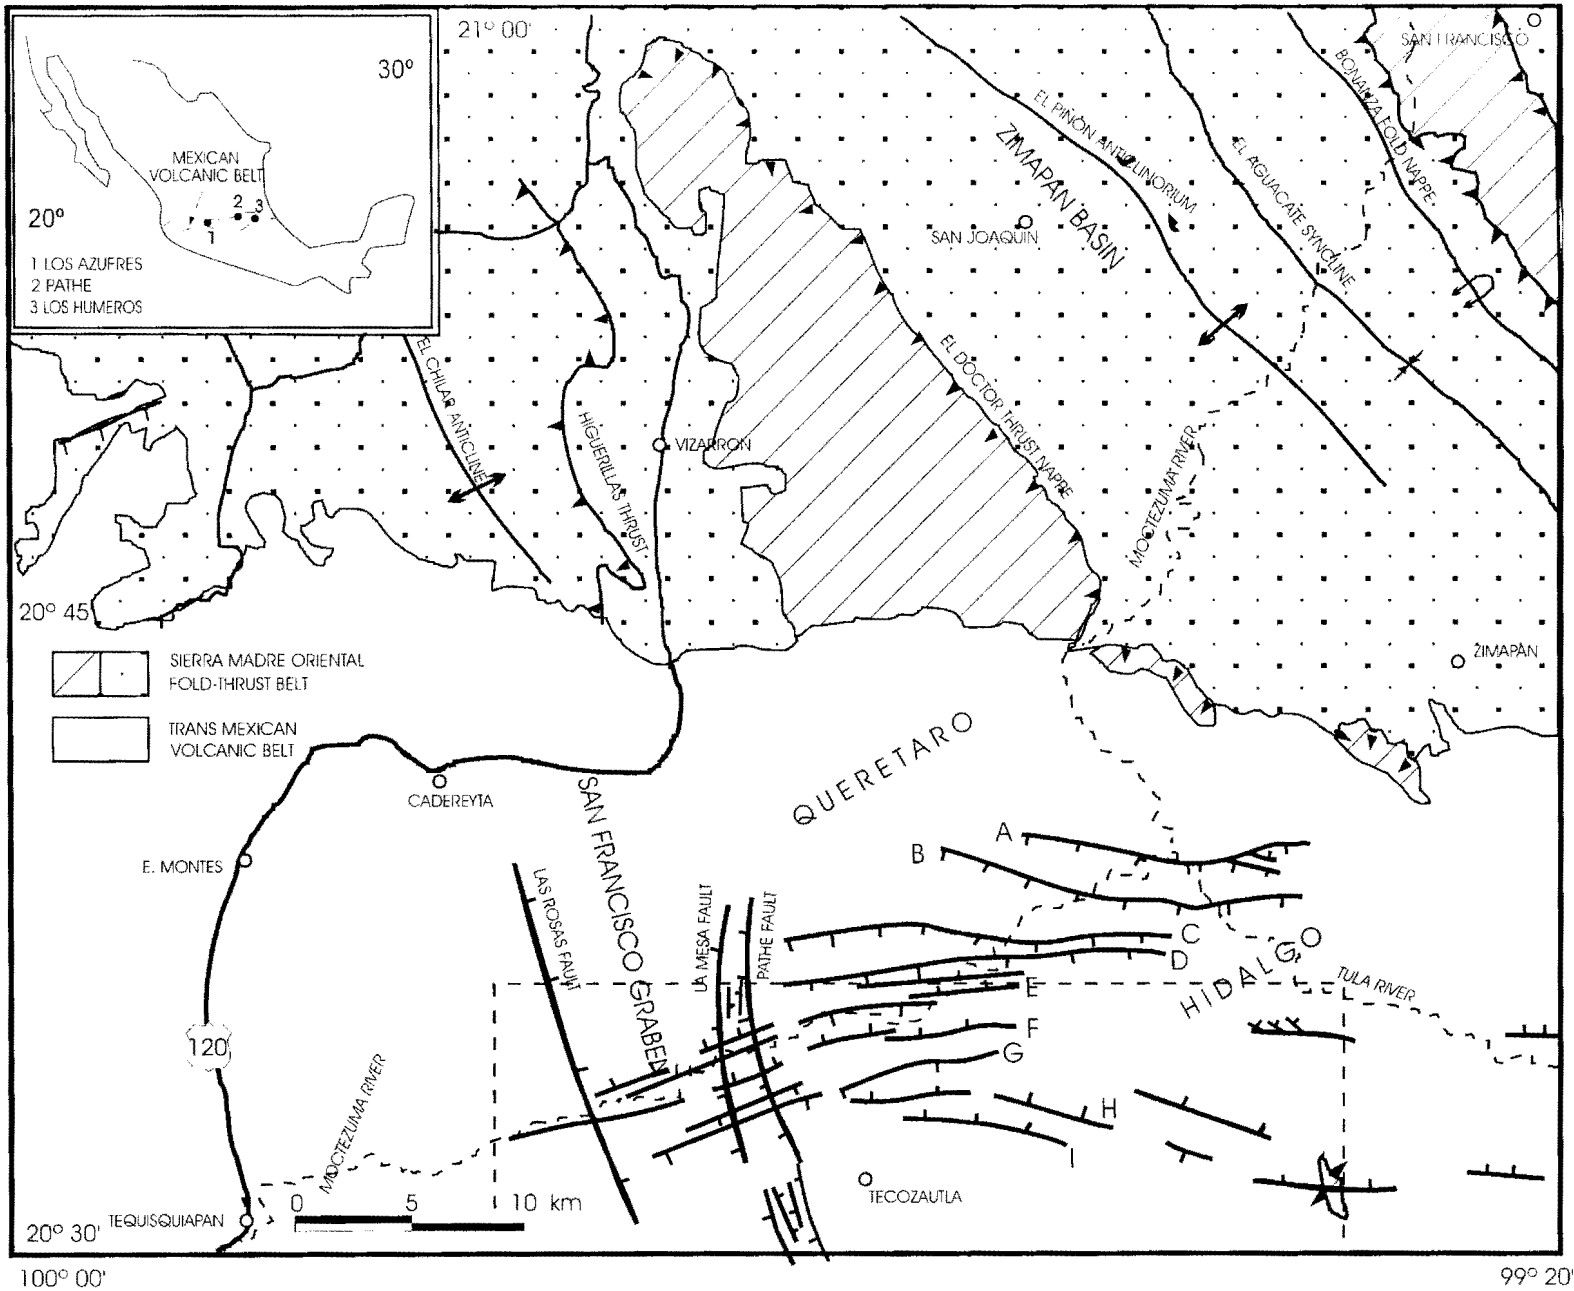 21° 00'
30°
MEXICAN
VOLCANIC BELT
20°
1
2
3
1 LOS AZUFRES
2 PATHE
3 LOS HUMEROS
SAN FRANCISCO
BONANZA FOLD NAPPE
EL PIÑON ANTICLINORIUM
ZIMAPAN BASIN
EL AGUACATE SYNCLINE
SAN JOAQUIN
EL CHILAR ANTICLINE
HIGUERILLAS THRUST
VIZARRON
EL DOCTOR THRUST NAPPE
MOCTEZUMA RIVER
20° 45'
SIERRA MADRE ORIENTAL
FOLD-THRUST BELT
TRANS MEXICAN
VOLCANIC BELT
ZIMAPAN
CADEREYTA
QUERETARO
E. MONTES
SAN FRANCISCO GRABEN
LAS ROSAS FAULT
LA MESA FAULT
PATHE FAULT
A
B
C
D
E
F
G
H
I
HIDALGO
TULA RIVER
120
MOCTEZUMA RIVER
TECOZAUTLA
0 5 10 km
TEQUISQUIAPAN
20° 30'
100° 00'
99° 20'